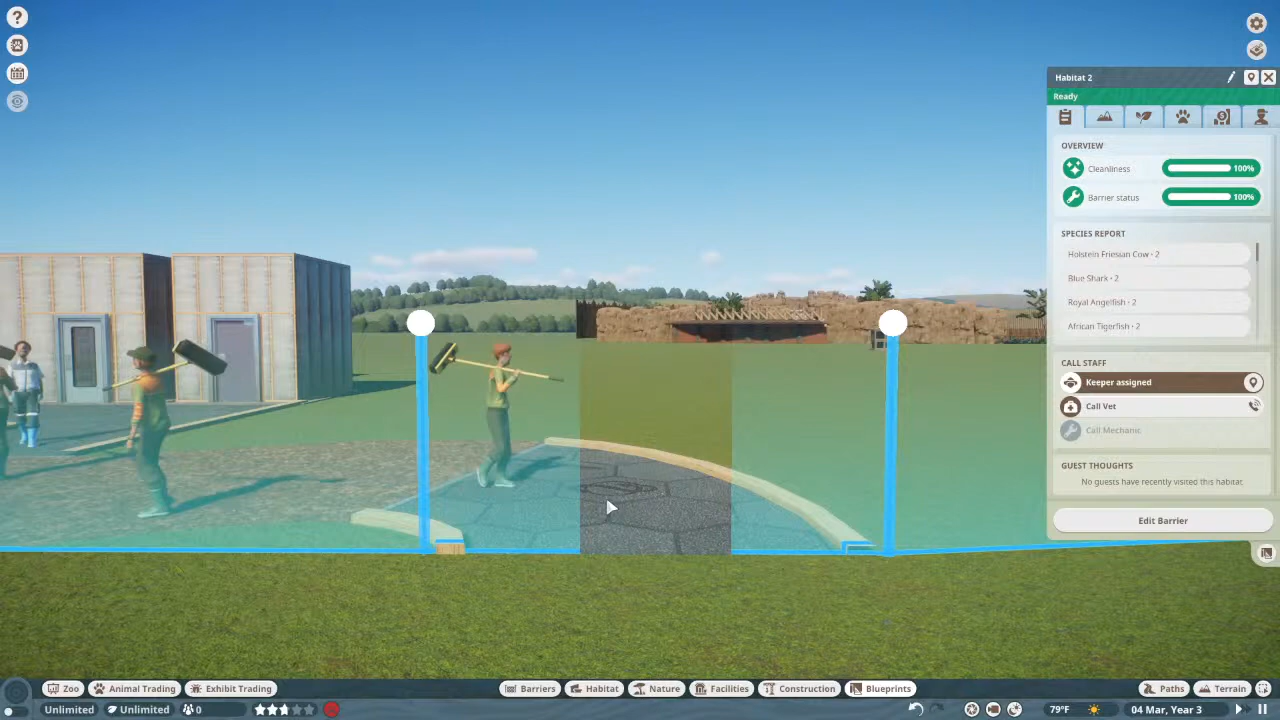 Habitat 2
Ready
OVERVIEW
Cleanliness 100%
Barrier status 100%
SPECIES REPORT
Holstein Friesian Cow • 2
Blue Shark • 2
Royal Angelfish • 2
African Tigerfish • 2
CALL STAFF
Keeper assigned
Call Vet
Call Mechanic
GUEST THOUGHTS
No guests have recently visited this habitat.
Edit Barrier
Zoo Animal Trading Exhibit Trading Barriers Habitat Nature Facilities Construction Blueprints Paths Terrain
Unlimited Unlimited 0 79°F 04 Mar, Year 3